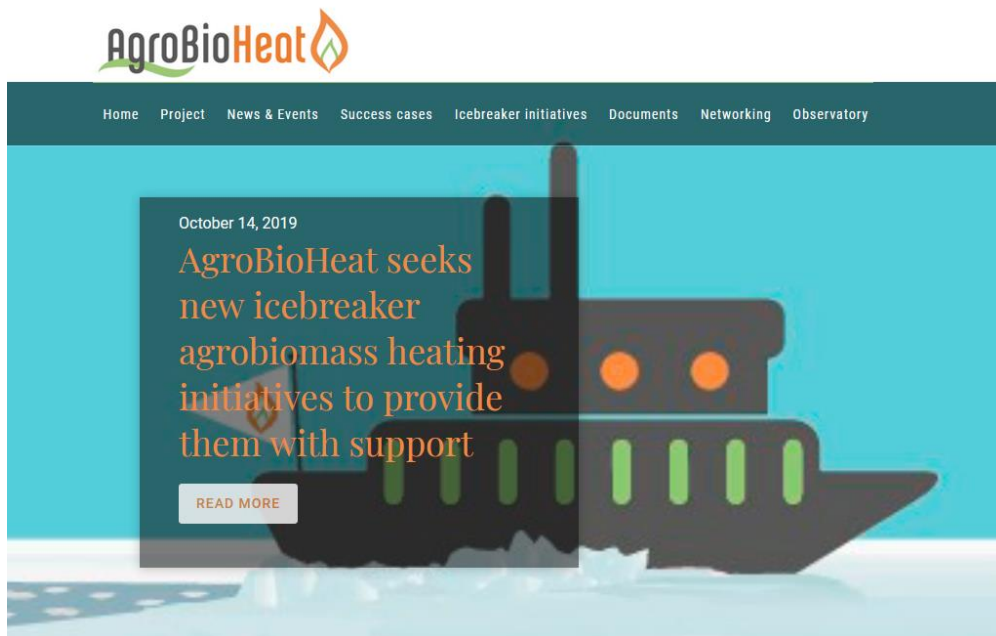 AgroBioHeat
Home Project News & Events Success cases Icebreaker initiatives Documents Networking Observatory
October 14, 2019
AgroBioHeat seeks
new icebreaker
agrobiomass heating
initiatives to provide
them with support
READ MORE